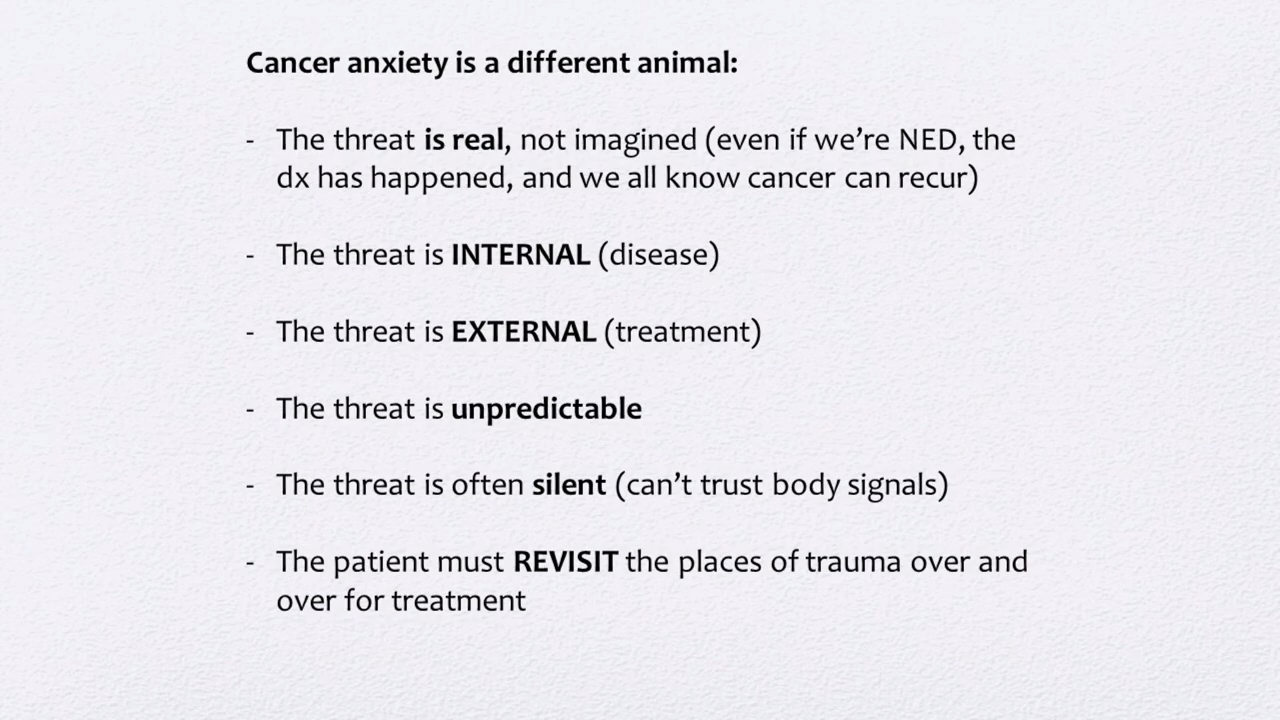 Cancer anxiety is a different animal:
- The threat is real, not imagined (even if we’re NED, the
dx has happened, and we all know cancer can recur)
- The threat is INTERNAL (disease)
- The threat is EXTERNAL (treatment)
- The threat is unpredictable
- The threat is often silent (can’t trust body signals)
- The patient must REVISIT the places of trauma over and
over for treatment